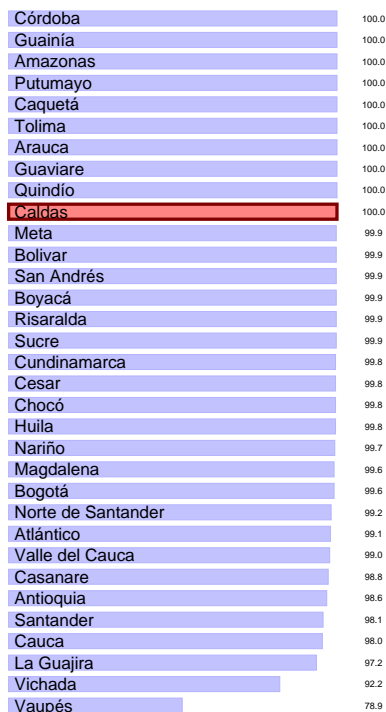 Córdoba 100.0
Guainía 100.0
Amazonas 100.0
Putumayo 100.0
Caquetá 100.0
Tolima 100.0
Arauca 100.0
Guaviare 100.0
Quindío 100.0
Caldas 100.0
Meta 99.9
Bolivar 99.9
San Andrés 99.9
Boyacá 99.9
Risaralda 99.9
Sucre 99.9
Cundinamarca 99.8
Cesar 99.8
Chocó 99.8
Huila 99.8
Nariño 99.7
Magdalena 99.6
Bogotá 99.6
Norte de Santander 99.2
Atlántico 99.1
Valle del Cauca 99.0
Casanare 98.8
Antioquia 98.6
Santander 98.1
Cauca 98.0
La Guajira 97.2
Vichada 92.2
Vaupés 78.9